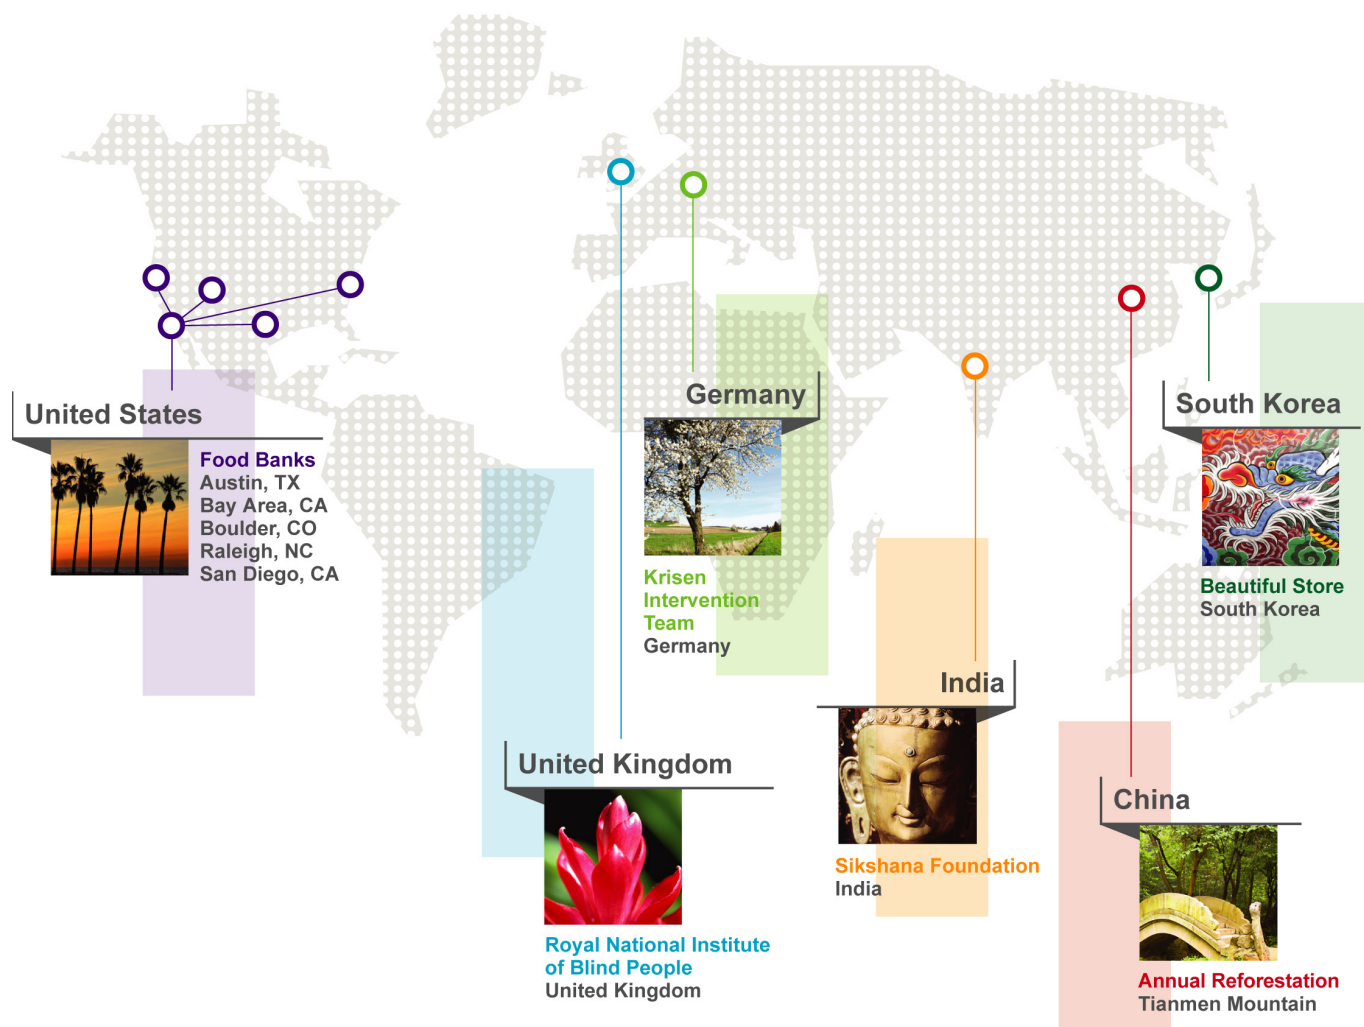 United States
Food Banks
Austin, TX
Bay Area, CA
Boulder, CO
Raleigh, NC
San Diego, CA
Germany
Krisen
Intervention
Team
Germany
South Korea
Beautiful Store
South Korea
United Kingdom
Royal National Institute
of Blind People
United Kingdom
India
Sikshana Foundation
India
China
Annual Reforestation
Tianmen Mountain